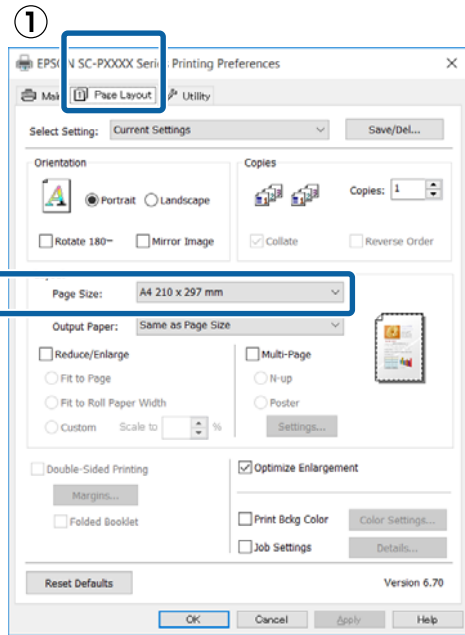 ①
EPSON SC-PXXXX Series Printing Preferences
Main Page Layout Utility
Select Setting: Current Settings Save/Del...
Orientation Copies
Portrait Landscape Copies: 1
Rotate 180° Mirror Image Collate Reverse Order
Page Size: A4 210 x 297 mm
Output Paper: Same as Page Size
Reduce/Enlarge Multi-Page
Fit to Page N-up
Fit to Roll Paper Width Poster
Custom Scale to % Settings...
Double-Sided Printing Optimize Enlargement
Margins...
Folded Booklet Print Bckg Color Color Settings...
Job Settings Details...
Reset Defaults Version 6.70
OK Cancel Apply Help